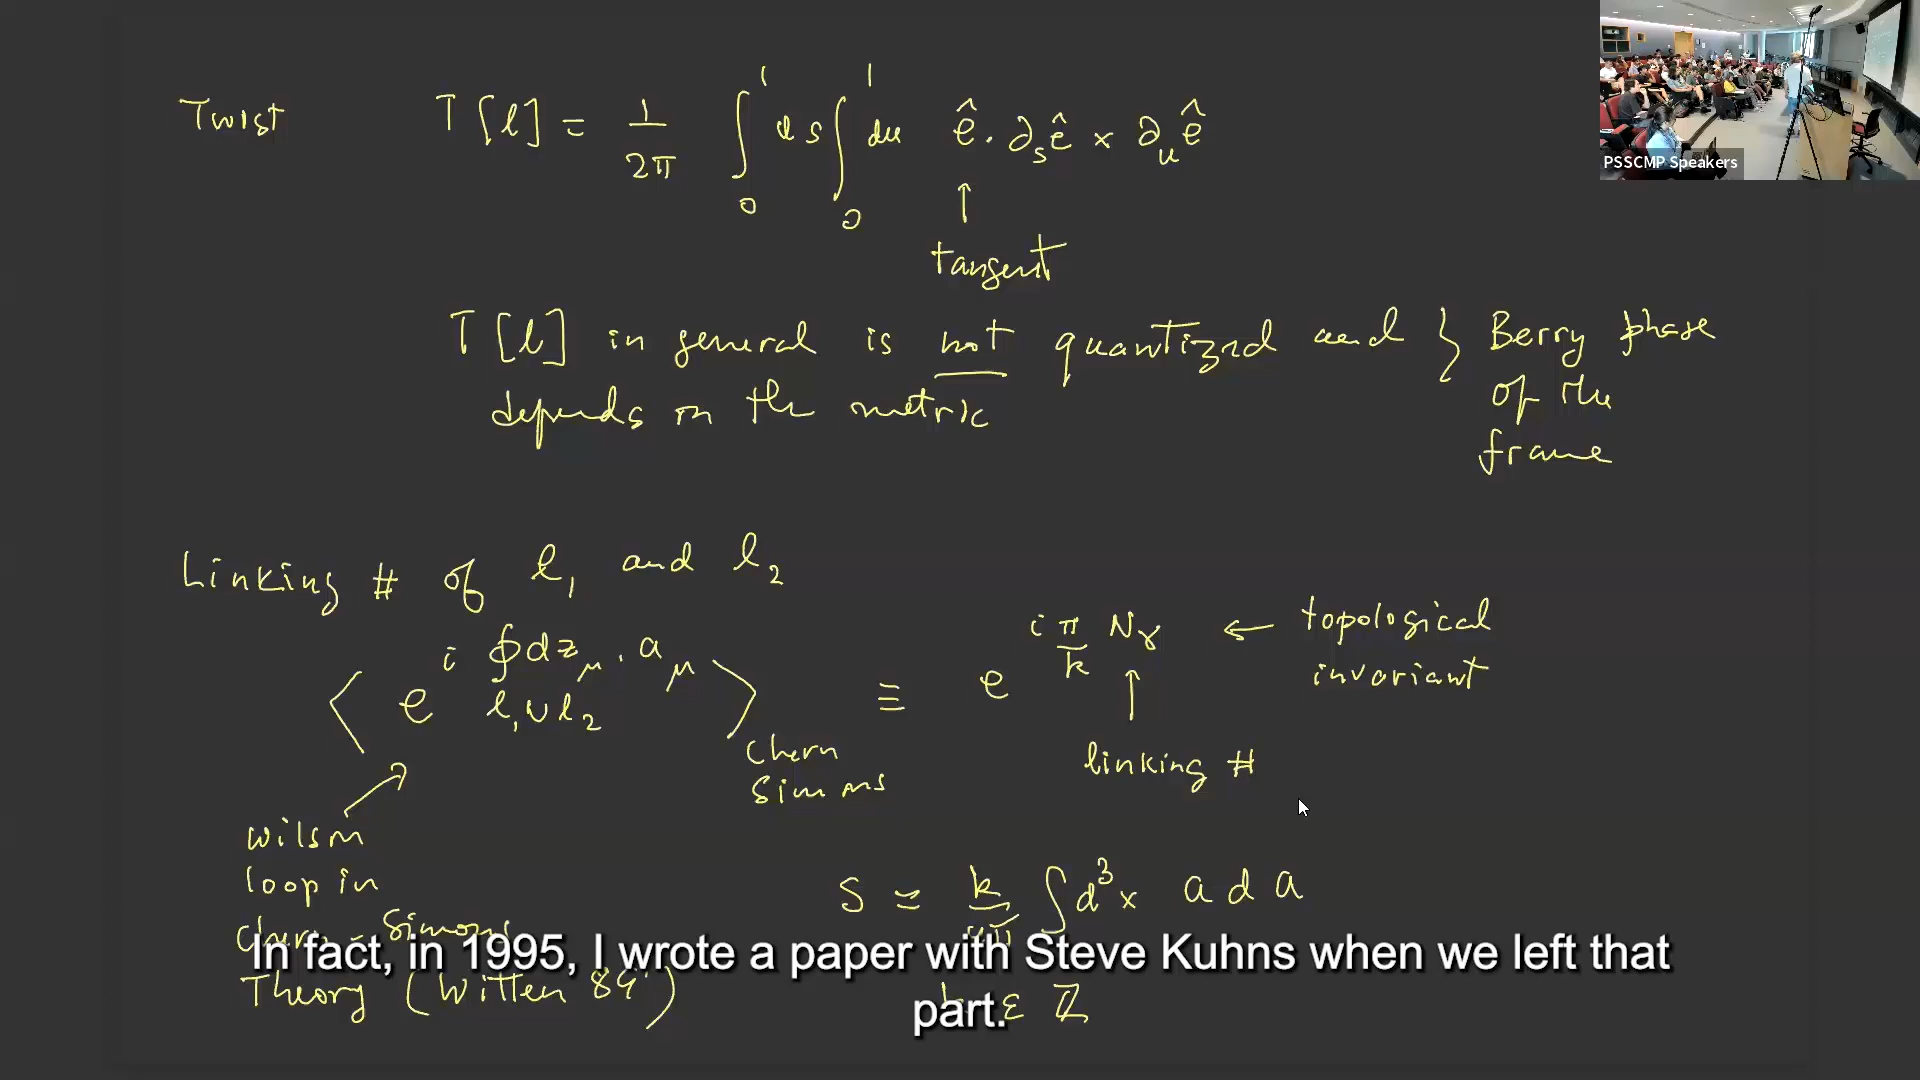 Twist T[l] = 1/2π ∫₀¹ ds ∫₀¹ du ê · ∂ₛê × ∂ᵤê
↑
tangent
PSSCMP Speakers
T[l] in general is not quantized and } Berry phase
depends on the metric of the
frame
Linking # of l₁ and l₂
⟨ e^{i ∮_{l₁∪l₂} dz_μ · a_μ} ⟩ Chern Simons ≡ e^{i π/k N_γ} ← topological
invariant
↑
linking #
Wilson
loop in
Chern-Simons
Theory (Witten 89')
S = k/4π ∫d³x a d a
k ∈ ℤ
In fact, in 1995, I wrote a paper with Steve Kuhns when we left that
part.